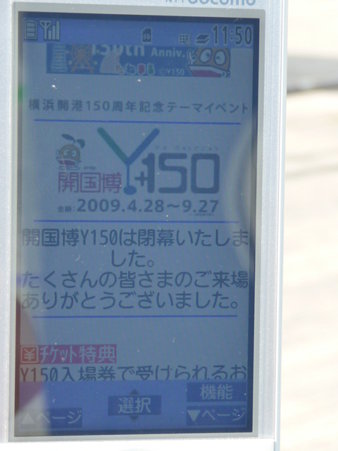 DOCOMO
11:50
150th Anniv.
Y150
横浜開港150周年記念テーマイベント
Y+150
開国博
会期:2009.4.28~9.27
開国博Y150は閉幕いたしま
した。
たくさんの皆さまのご来場
ありがとうございました。
¥チケット特典
Y150入場券で受けられるお
機能
▲ページ 選択 ▼ページ